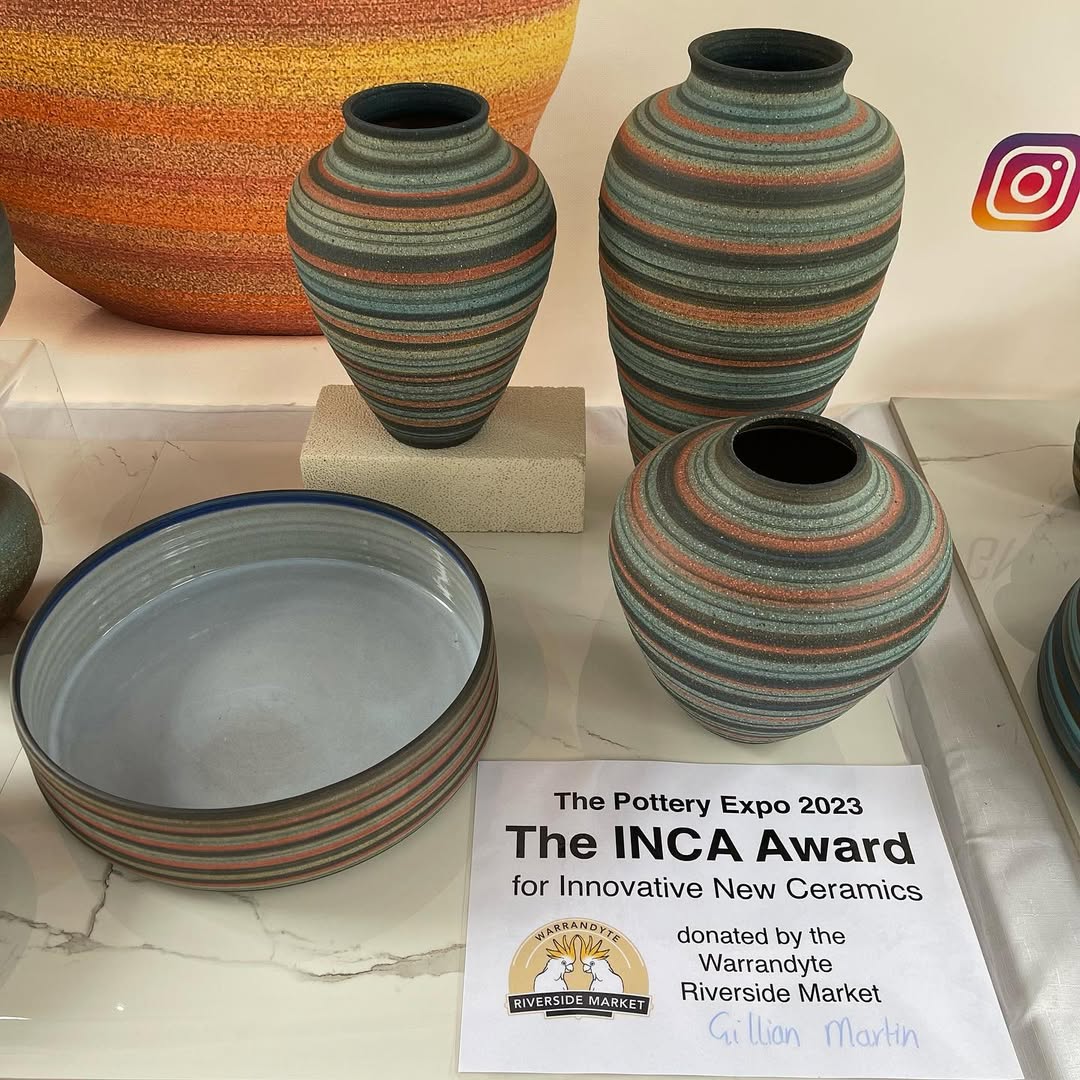 The Pottery Expo 2023
The INCA Award
for Innovative New Ceramics
WARRANDYTE
RIVERSIDE MARKET
donated by the
Warrandyte
Riverside Market
Gillian Martin